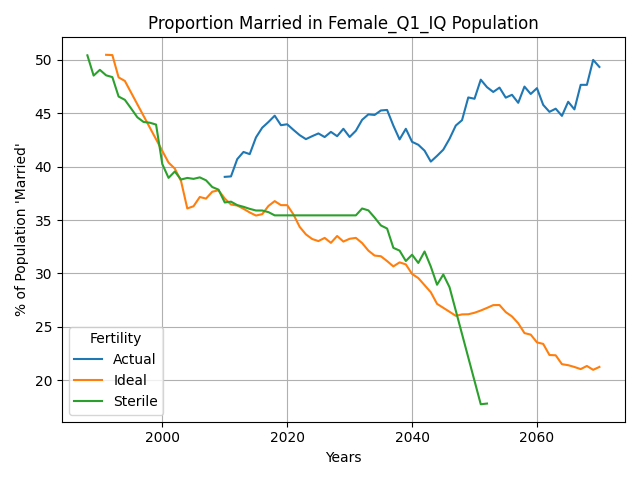 Proportion Married in Female_Q1_IQ Population
% of Population 'Married'
50
45
40
35
30
25
20
Fertility
Actual
Ideal
Sterile
2000
2020
2040
2060
Years